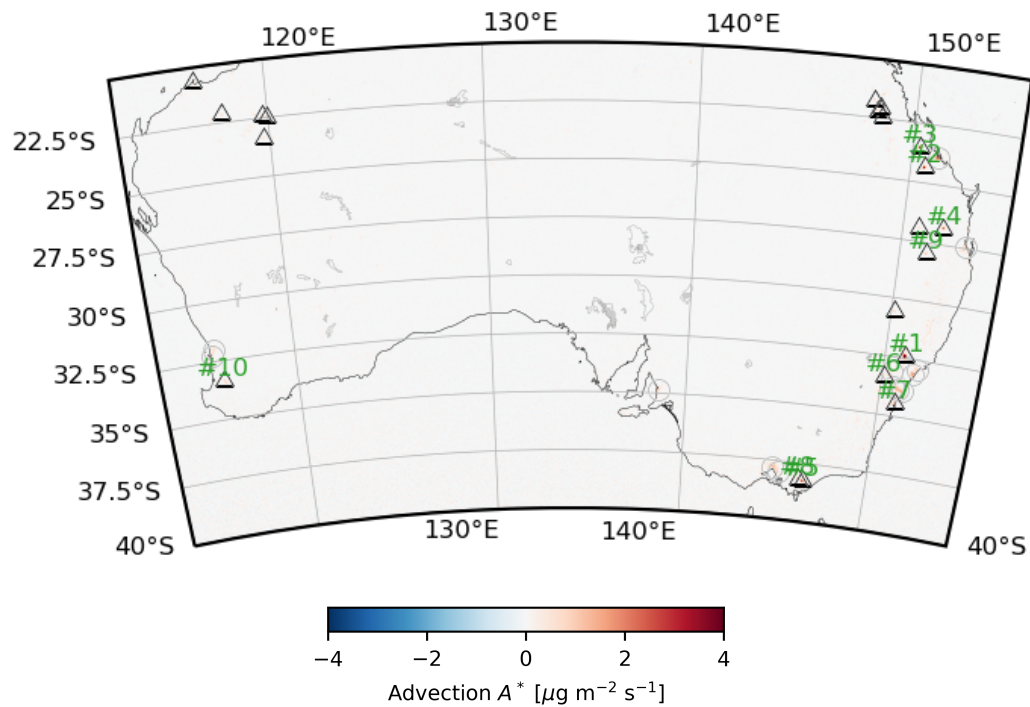 120°E 130°E 140°E 150°E
22.5°S
#3
#2
25°S
#4
#9
27.5°S
30°S
#1
#6
#10
32.5°S
#7
35°S
#5
37.5°S
40°S 130°E 140°E 40°S
−4 −2 0 2 4
Advection A* [μg m⁻² s⁻¹]